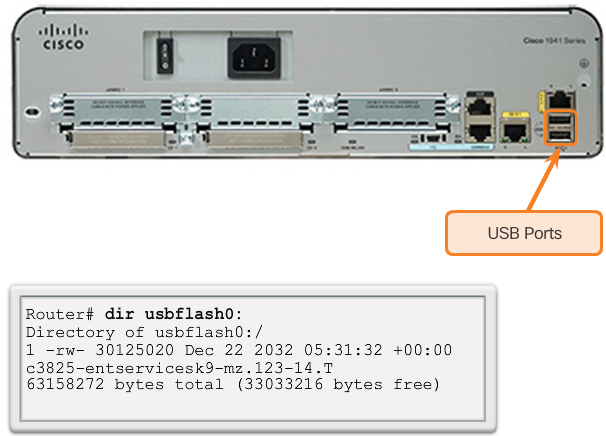 CISCO
Cisco 1941 Series
USB Ports
Router# dir usbflash0:
Directory of usbflash0:/
1 -rw- 30125020 Dec 22 2032 05:31:32 +00:00
c3825-entservicesk9-mz.123-14.T
63158272 bytes total (33033216 bytes free)